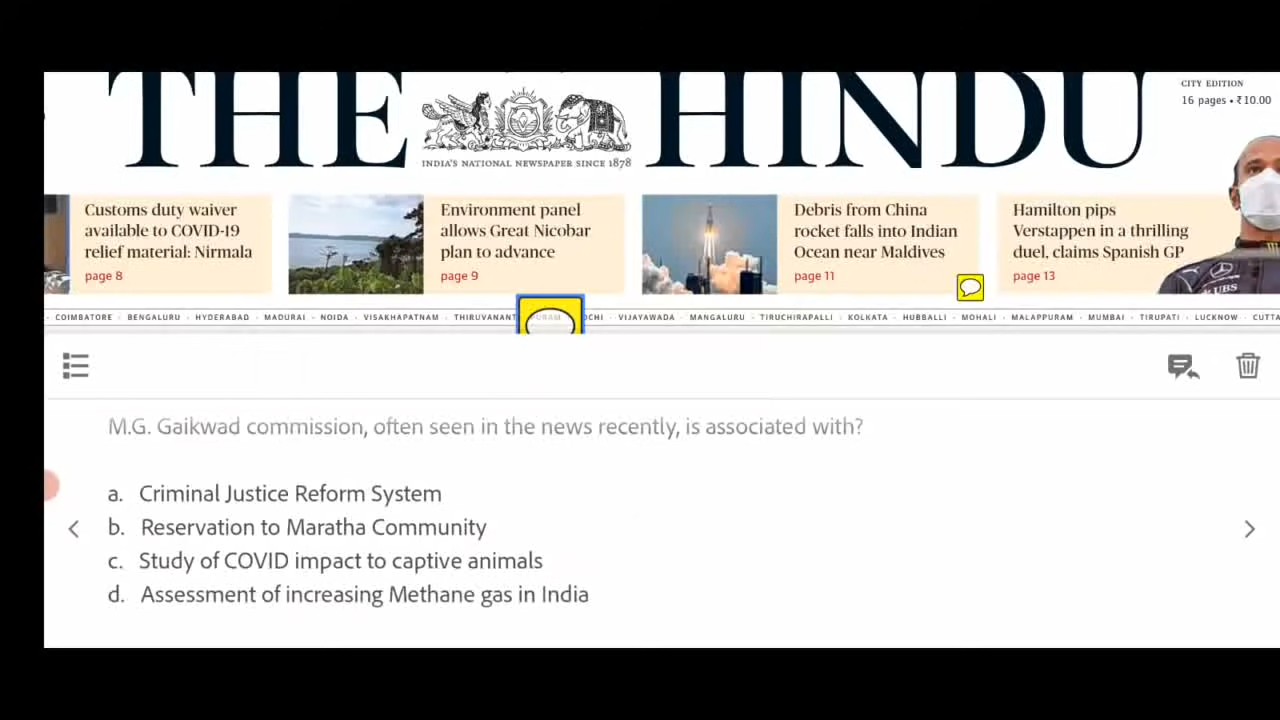 THE HINDU
CITY EDITION
16 pages • ₹10.00
INDIA'S NATIONAL NEWSPAPER SINCE 1878
Customs duty waiver
available to COVID-19
relief material: Nirmala
page 8
Environment panel
allows Great Nicobar
plan to advance
page 9
Debris from China
rocket falls into Indian
Ocean near Maldives
page 11
Hamilton pips
Verstappen in a thrilling
duel, claims Spanish GP
page 13
UBS
COIMBATORE · BENGALURU · HYDERABAD · MADURAI · NOIDA · VISAKHAPATNAM · THIRUVANANTPURAM OCHI · VIJAYAWADA · MANGALURU · TIRUCHIRAPALLI · KOLKATA · HUBBALLI · MOHALI · MALAPPURAM · MUMBAI · TIRUPATI · LUCKNOW · CUTTA
M.G. Gaikwad commission, often seen in the news recently, is associated with?
a. Criminal Justice Reform System
b. Reservation to Maratha Community
c. Study of COVID impact to captive animals
d. Assessment of increasing Methane gas in India